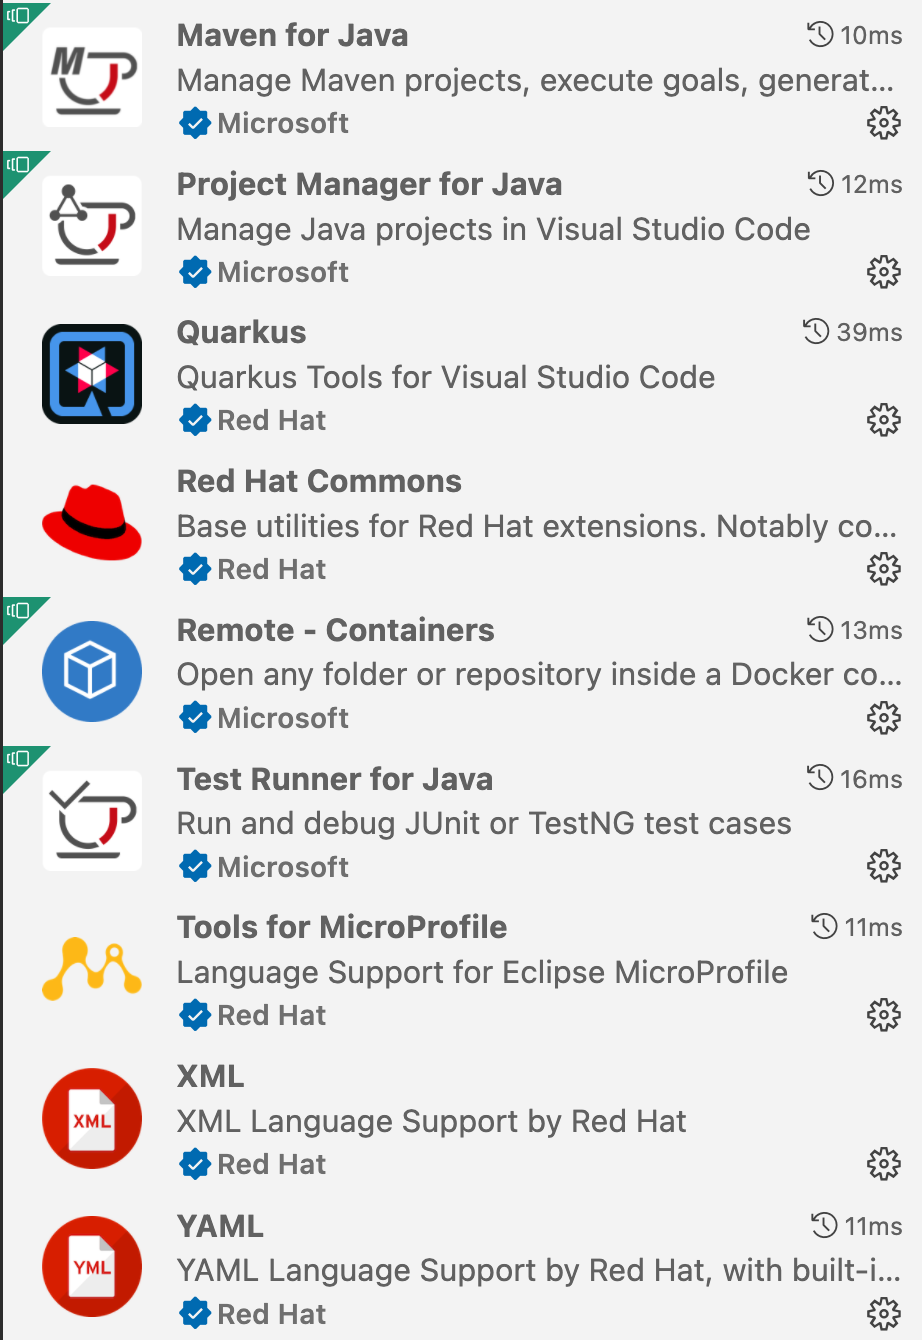 Maven for Java 10ms
Manage Maven projects, execute goals, generat...
Microsoft
Project Manager for Java 12ms
Manage Java projects in Visual Studio Code
Microsoft
Quarkus 39ms
Quarkus Tools for Visual Studio Code
Red Hat
Red Hat Commons
Base utilities for Red Hat extensions. Notably co...
Red Hat
Remote - Containers 13ms
Open any folder or repository inside a Docker co...
Microsoft
Test Runner for Java 16ms
Run and debug JUnit or TestNG test cases
Microsoft
Tools for MicroProfile 11ms
Language Support for Eclipse MicroProfile
Red Hat
XML
XML
XML Language Support by Red Hat
Red Hat
YAML 11ms
YML
YAML Language Support by Red Hat, with built-i...
Red Hat